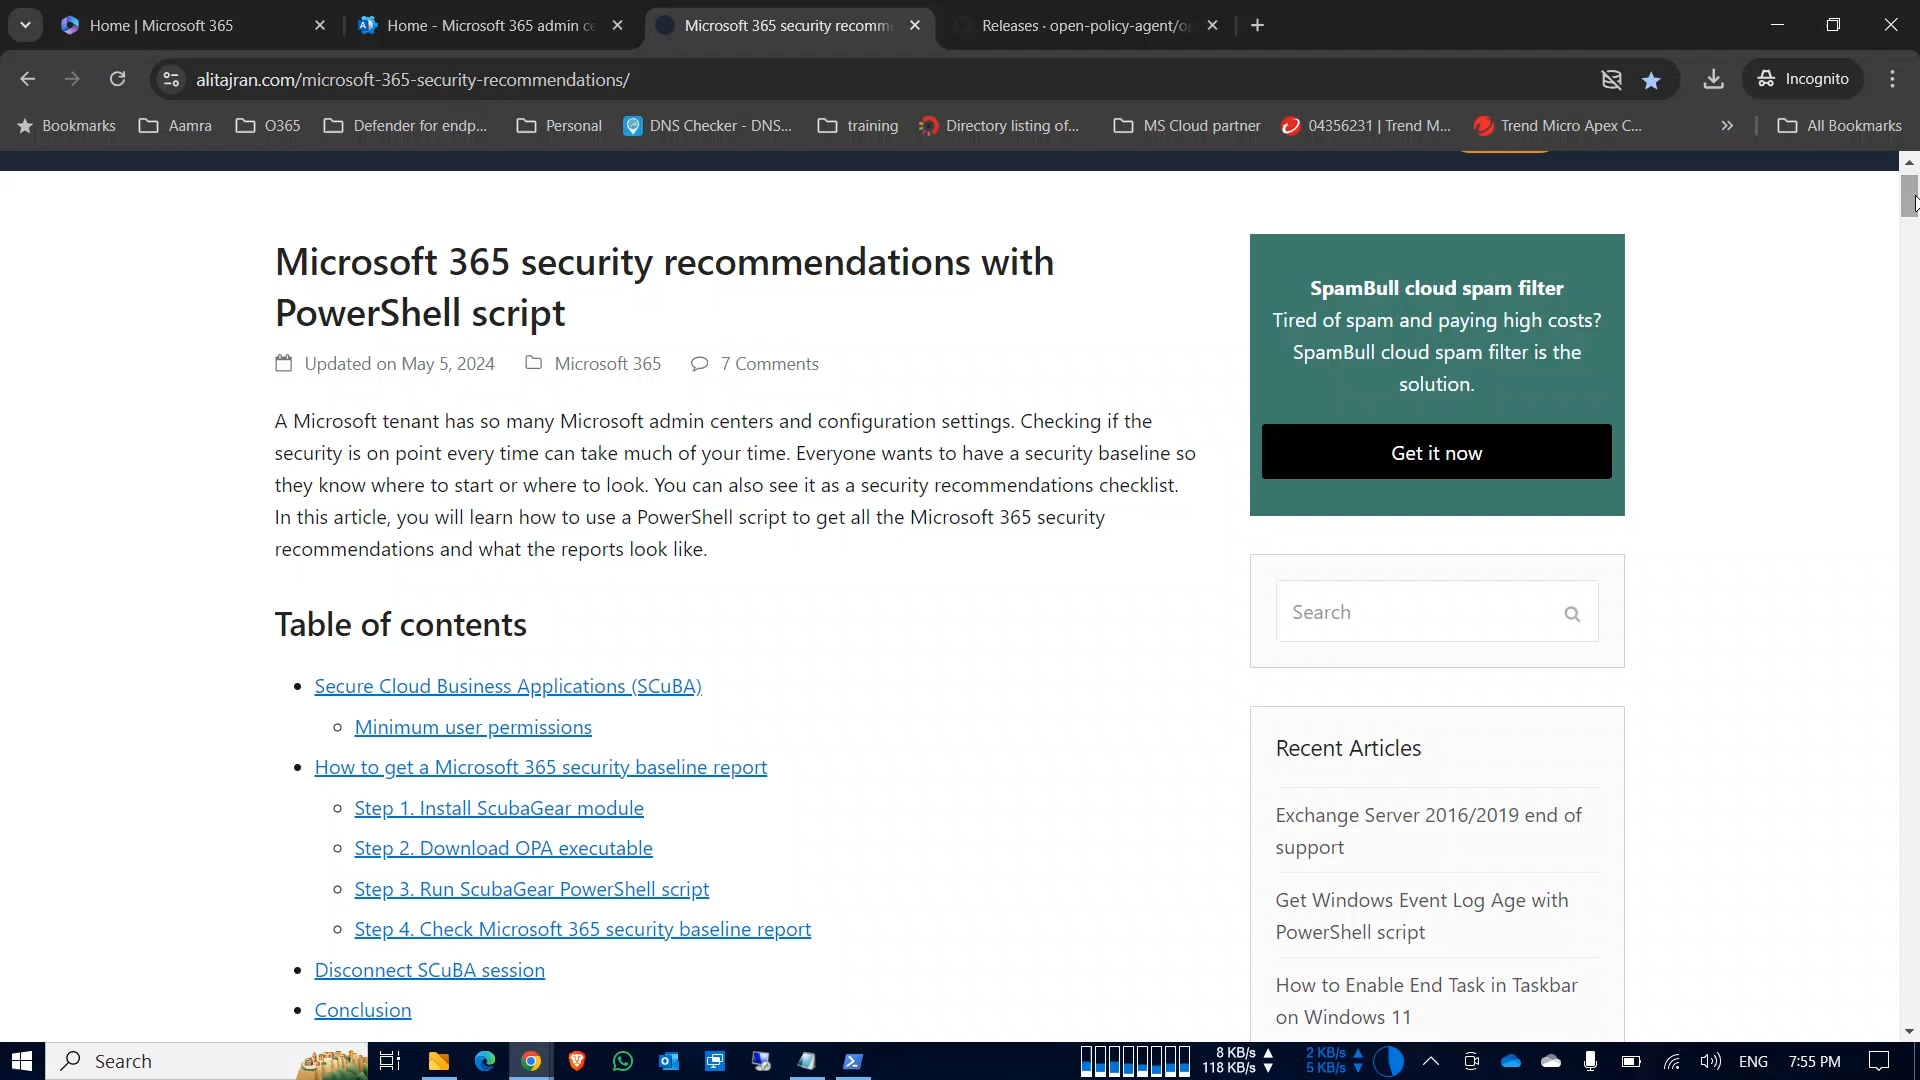 Home | Microsoft 365
Home - Microsoft 365 admin ce
Microsoft 365 security recomm
Releases · open-policy-agent/o
alitajran.com/microsoft-365-security-recommendations/
Incognito
Bookmarks
Aamra
O365
Defender for endp...
Personal
DNS Checker - DNS...
training
Directory listing of...
MS Cloud partner
04356231 | Trend M...
Trend Micro Apex C...
All Bookmarks
Microsoft 365 security recommendations with
PowerShell script
Updated on May 5, 2024
Microsoft 365
7 Comments
A Microsoft tenant has so many Microsoft admin centers and configuration settings. Checking if the
security is on point every time can take much of your time. Everyone wants to have a security baseline so
they know where to start or where to look. You can also see it as a security recommendations checklist.
In this article, you will learn how to use a PowerShell script to get all the Microsoft 365 security
recommendations and what the reports look like.
Table of contents
Secure Cloud Business Applications (SCuBA)
Minimum user permissions
How to get a Microsoft 365 security baseline report
Step 1. Install ScubaGear module
Step 2. Download OPA executable
Step 3. Run ScubaGear PowerShell script
Step 4. Check Microsoft 365 security baseline report
Disconnect SCuBA session
Conclusion
SpamBull cloud spam filter
Tired of spam and paying high costs?
SpamBull cloud spam filter is the
solution.
Get it now
Search
Recent Articles
Exchange Server 2016/2019 end of
support
Get Windows Event Log Age with
PowerShell script
How to Enable End Task in Taskbar
on Windows 11
Search
8 KB/s
118 KB/s
2 KB/s
5 KB/s
ENG
7:55 PM